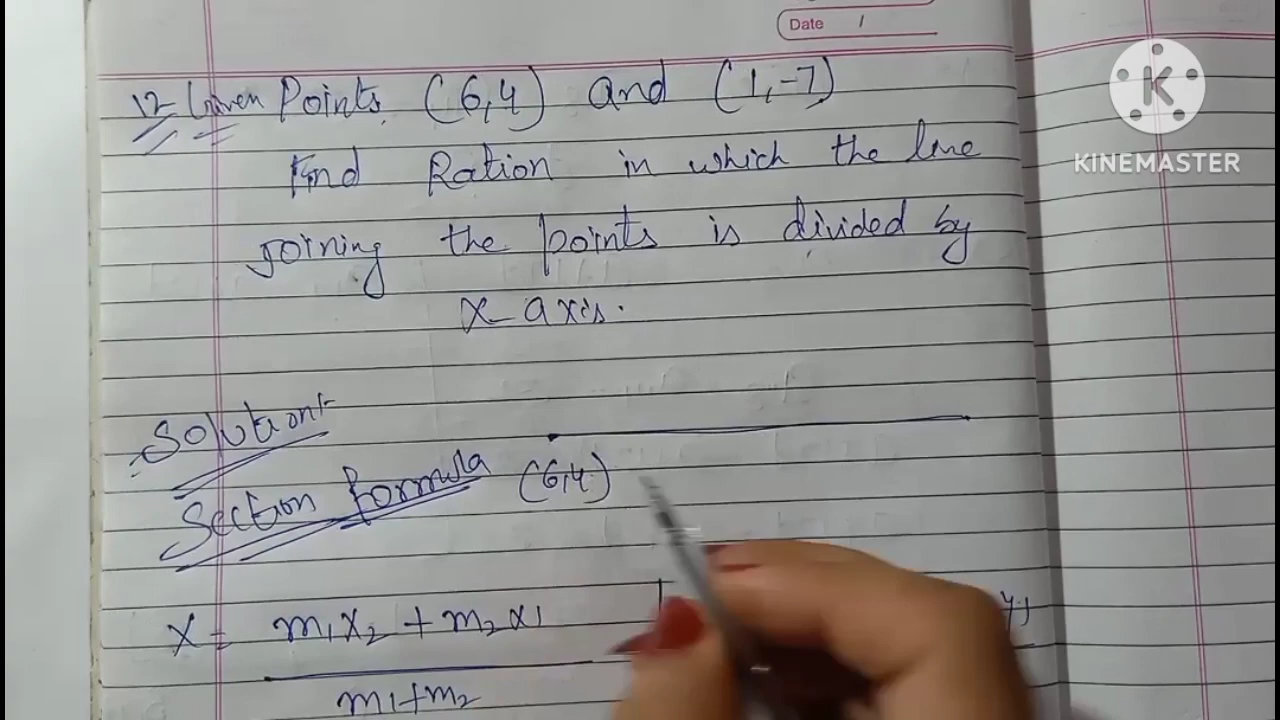 Date /
12- Given Points (6,4) and (1,-7)
KINEMASTER
Find Ration in which the line
joining the points is divided by
x-axis.
Solution:-
Section formula (6,4)
x = m1x2 + m2x1
m1+m2
y1